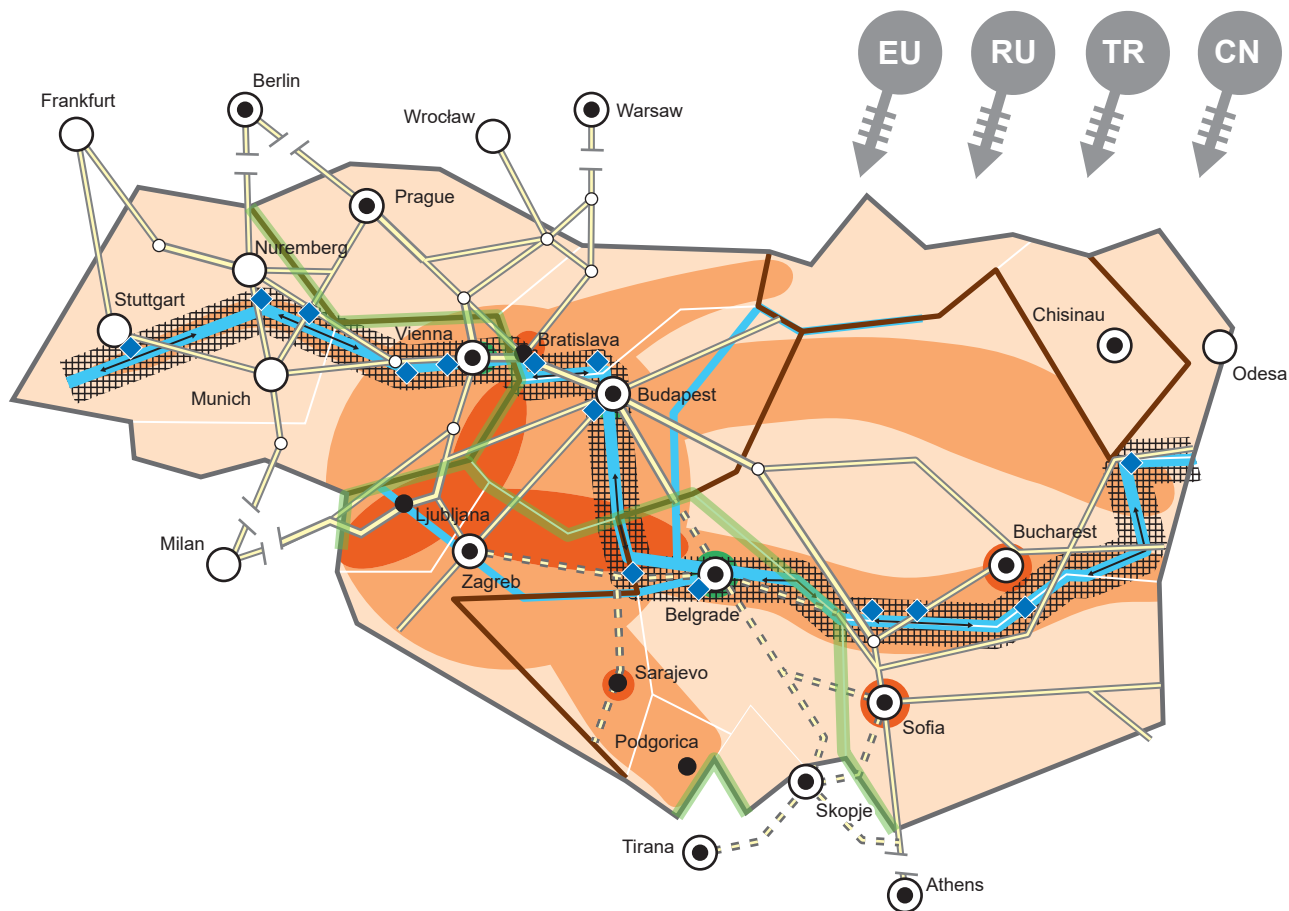 EU
RU
TR
CN
Berlin
Frankfurt
Wrocław
Warsaw
Prague
Nuremberg
Stuttgart
Chisinau
Vienna
Bratislava
Odesa
Munich
Budapest
Ljubljana
Bucharest
Milan
Zagreb
Belgrade
Sarajevo
Sofia
Podgorica
Skopje
Tirana
Athens